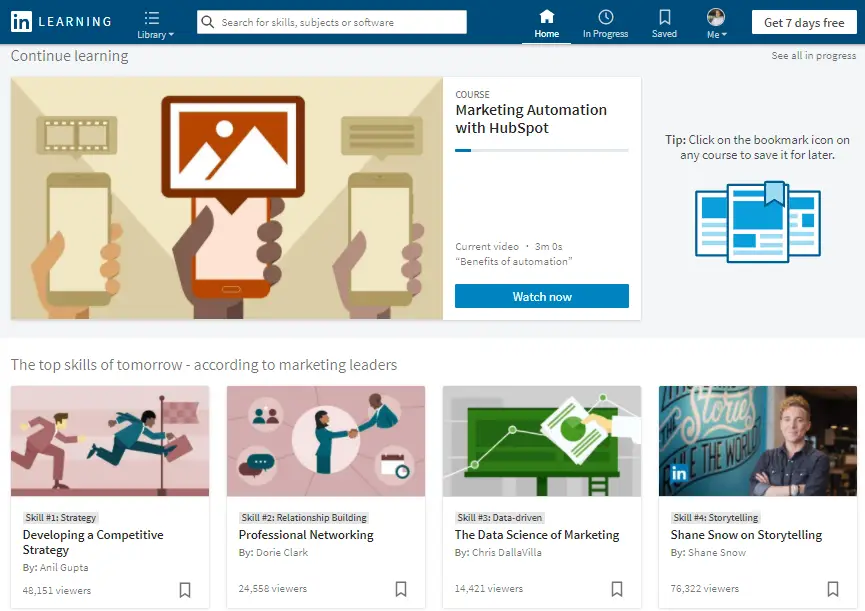 in LEARNING
Library
Search for skills, subjects or software
Home
In Progress
Saved
Me
Get 7 days free
Continue learning
See all in progress
COURSE
Marketing Automation
with HubSpot
Current video · 3m 0s
“Benefits of automation”
Watch now
Tip: Click on the bookmark icon on
any course to save it for later.
The top skills of tomorrow - according to marketing leaders
Skill #1: Strategy
Developing a Competitive
Strategy
By: Anil Gupta
48,151 viewers
Skill #2: Relationship Building
Professional Networking
By: Dorie Clark
24,558 viewers
Skill #3: Data-driven
The Data Science of Marketing
By: Chris DallaVilla
14,421 viewers
Stories
THE WORLD
in
Skill #4: Storytelling
Shane Snow on Storytelling
By: Shane Snow
76,322 viewers